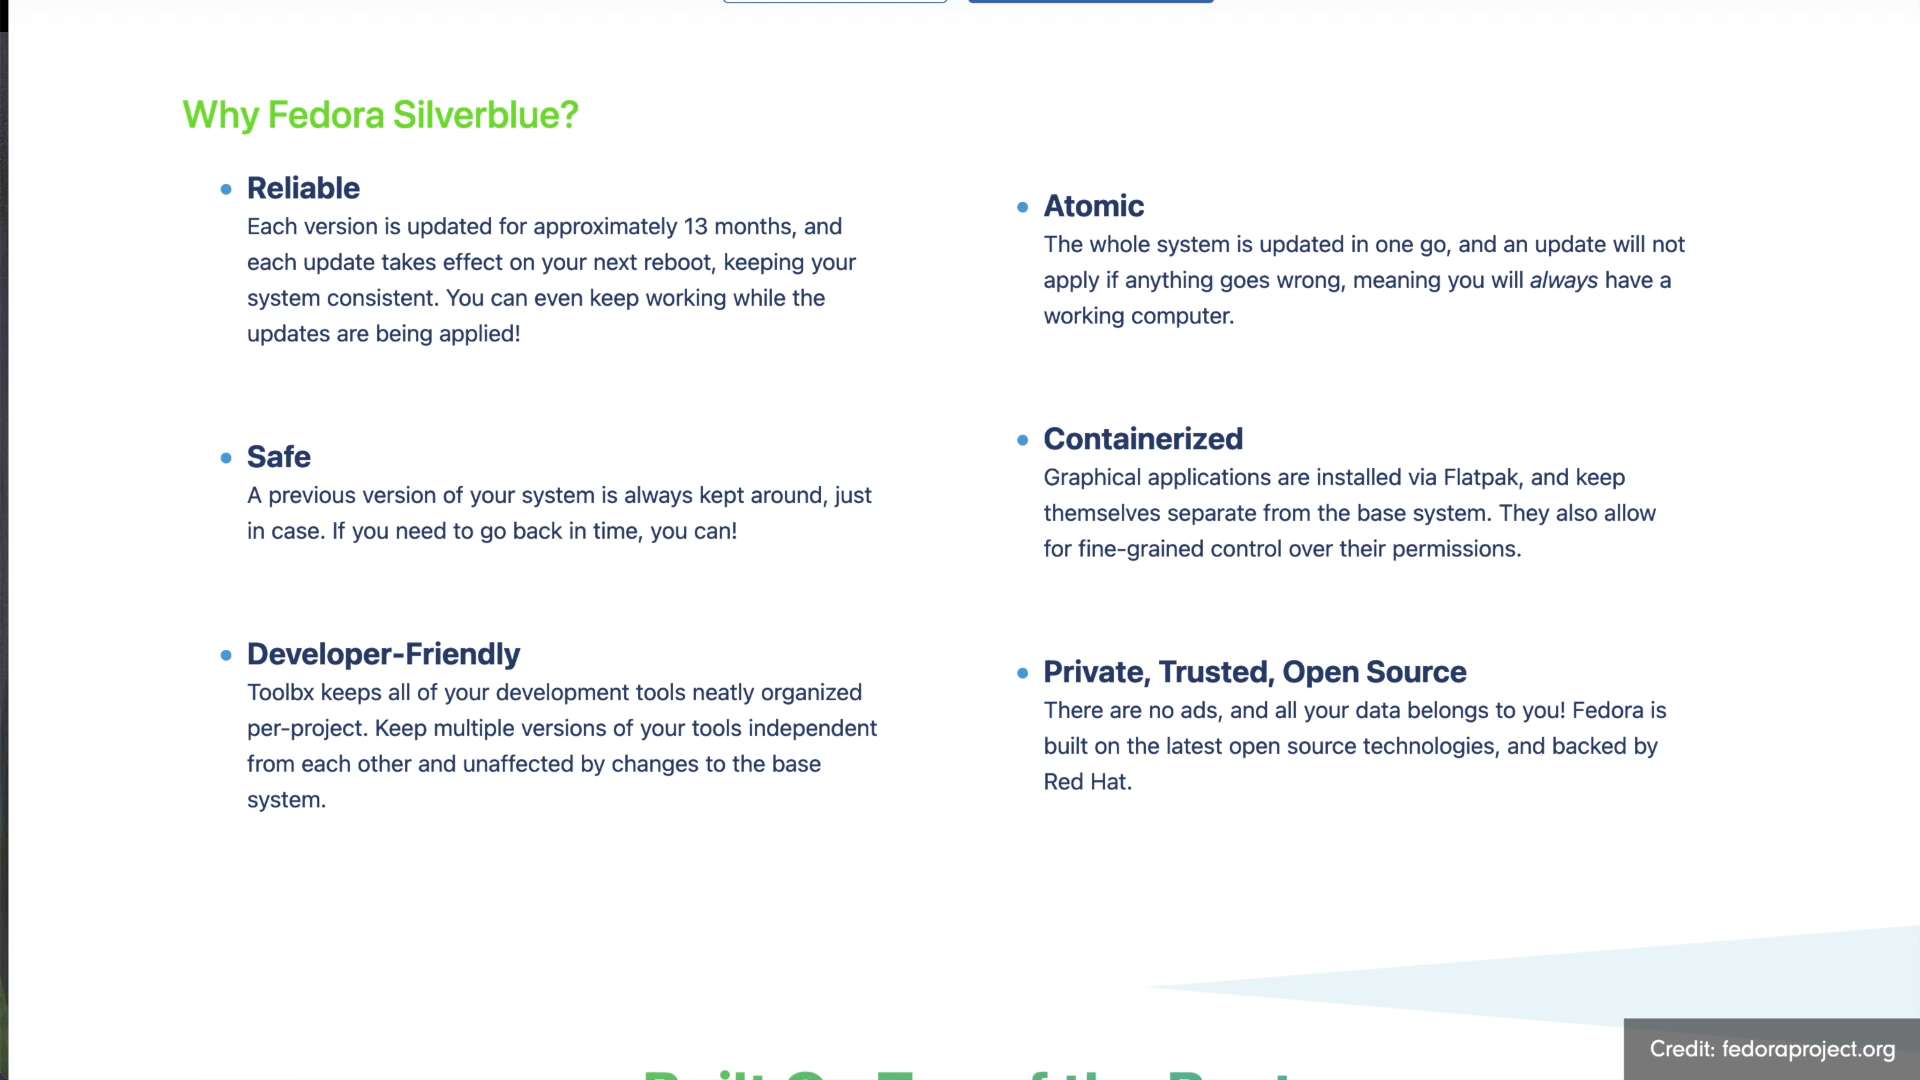 Why Fedora Silverblue?
Reliable
Each version is updated for approximately 13 months, and
each update takes effect on your next reboot, keeping your
system consistent. You can even keep working while the
updates are being applied!
Safe
A previous version of your system is always kept around, just
in case. If you need to go back in time, you can!
Developer-Friendly
Toolbx keeps all of your development tools neatly organized
per-project. Keep multiple versions of your tools independent
from each other and unaffected by changes to the base
system.
Atomic
The whole system is updated in one go, and an update will not
apply if anything goes wrong, meaning you will always have a
working computer.
Containerized
Graphical applications are installed via Flatpak, and keep
themselves separate from the base system. They also allow
for fine-grained control over their permissions.
Private, Trusted, Open Source
There are no ads, and all your data belongs to you! Fedora is
built on the latest open source technologies, and backed by
Red Hat.
Credit: fedoraproject.org